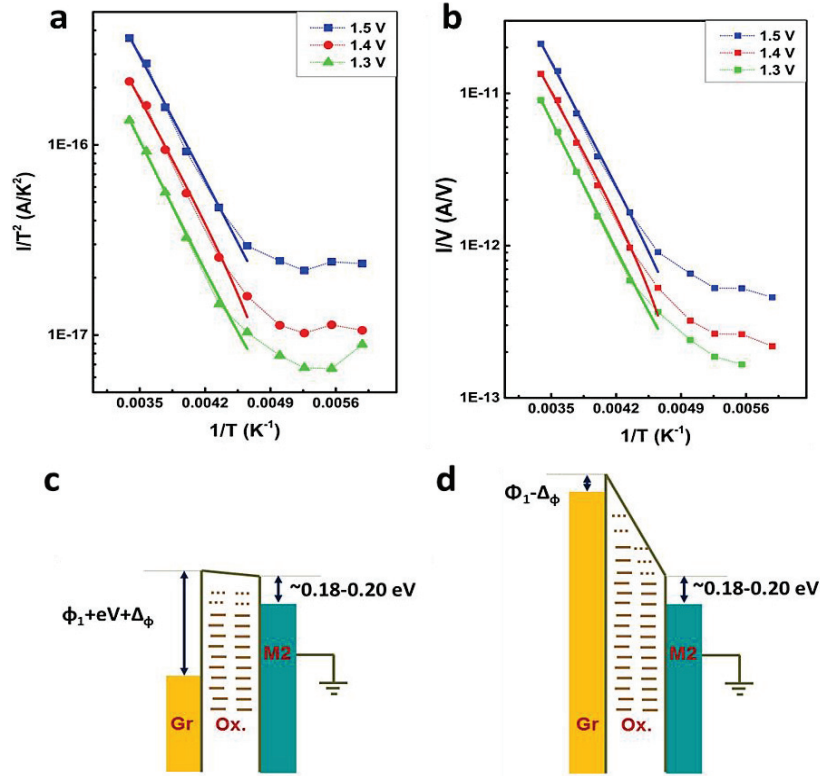 a
1.5 V
1.4 V
1.3 V
1E-16
1E-17
I/T² (A/K²)
0.0035 0.0042 0.0049 0.0056
1/T (K⁻¹)
b
1.5 V
1.4 V
1.3 V
1E-11
1E-12
1E-13
I/V (A/V)
0.0035 0.0042 0.0049 0.0056
1/T (K⁻¹)
c
ϕ₁+eV+Δϕ
~0.18-0.20 eV
M2
Gr
Ox.
d
Φ₁-Δϕ
~0.18-0.20 eV
M2
Gr
Ox.